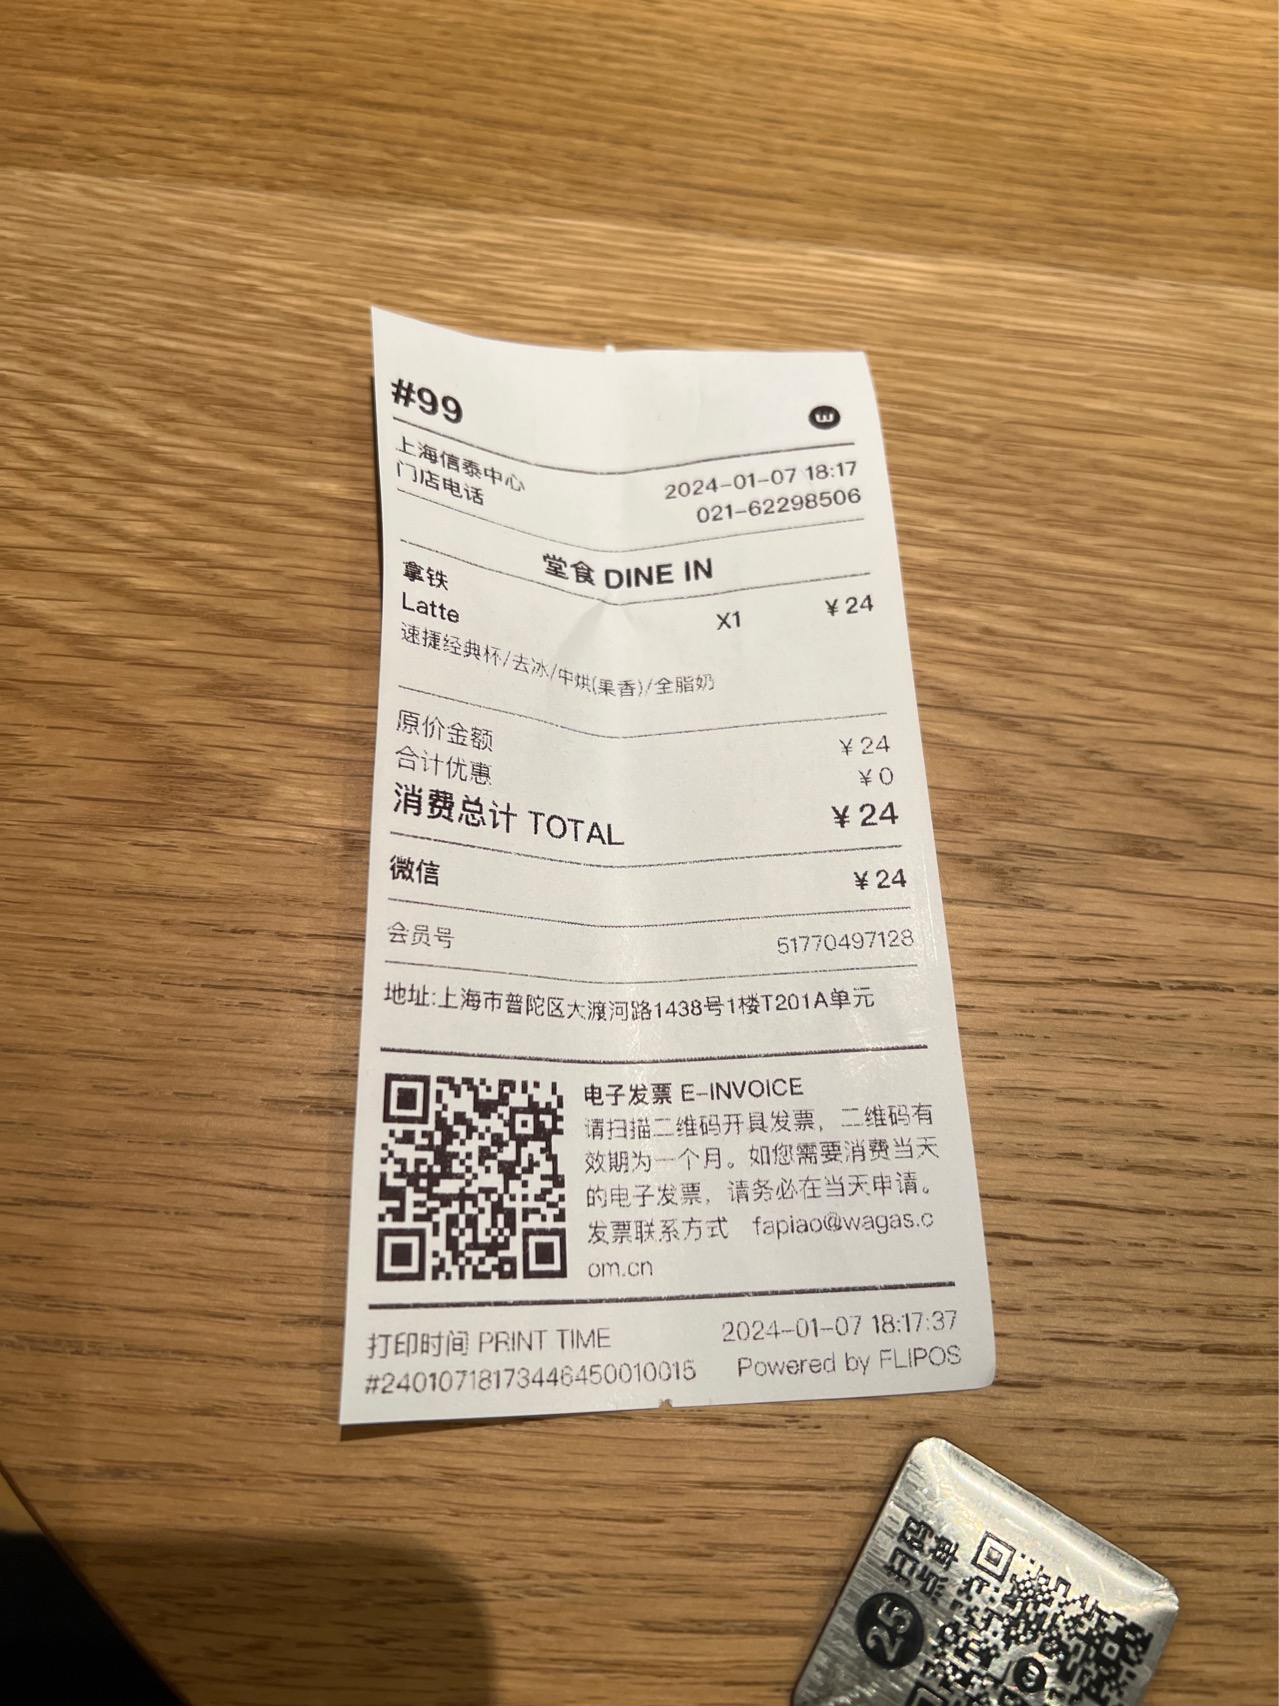 #99
w
上海信泰中心 2024-01-07 18:17
门店电话 021-62298506
堂食 DINE IN
拿铁
Latte X1 ¥24
速捷经典杯/去冰/中烘(果香)/全脂奶
原价金额 ¥24
合计优惠 ¥0
消费总计 TOTAL ¥24
微信 ¥24
会员号 51770497128
地址:上海市普陀区大渡河路1438号1楼T201A单元
电子发票 E-INVOICE
请扫描二维码开具发票，二维码有
效期为一个月。如您需要消费当天
的电子发票，请务必在当天申请。
发票联系方式 fapiao@wagas.c
om.cn
打印时间 PRINT TIME 2024-01-07 18:17:37
#24010718173446450010015 Powered by FLIPOS
扫码
点单
25
w